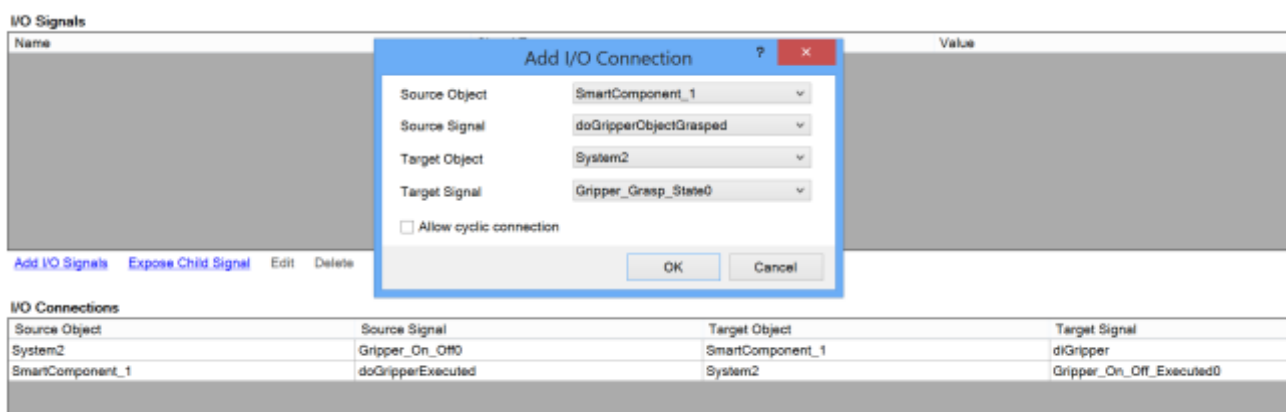 I/O Signals
Name Value
Add I/O Connection ? ×
Source Object SmartComponent_1
Source Signal doGripperObjectGrasped
Target Object System2
Target Signal Gripper_Grasp_State0
Allow cyclic connection
OK Cancel
Add I/O Signals Expose Child Signal Edit Delete
I/O Connections
Source Object Source Signal Target Object Target Signal
System2 Gripper_On_Off0 SmartComponent_1 diGripper
SmartComponent_1 doGripperExecuted System2 Gripper_On_Off_Executed0